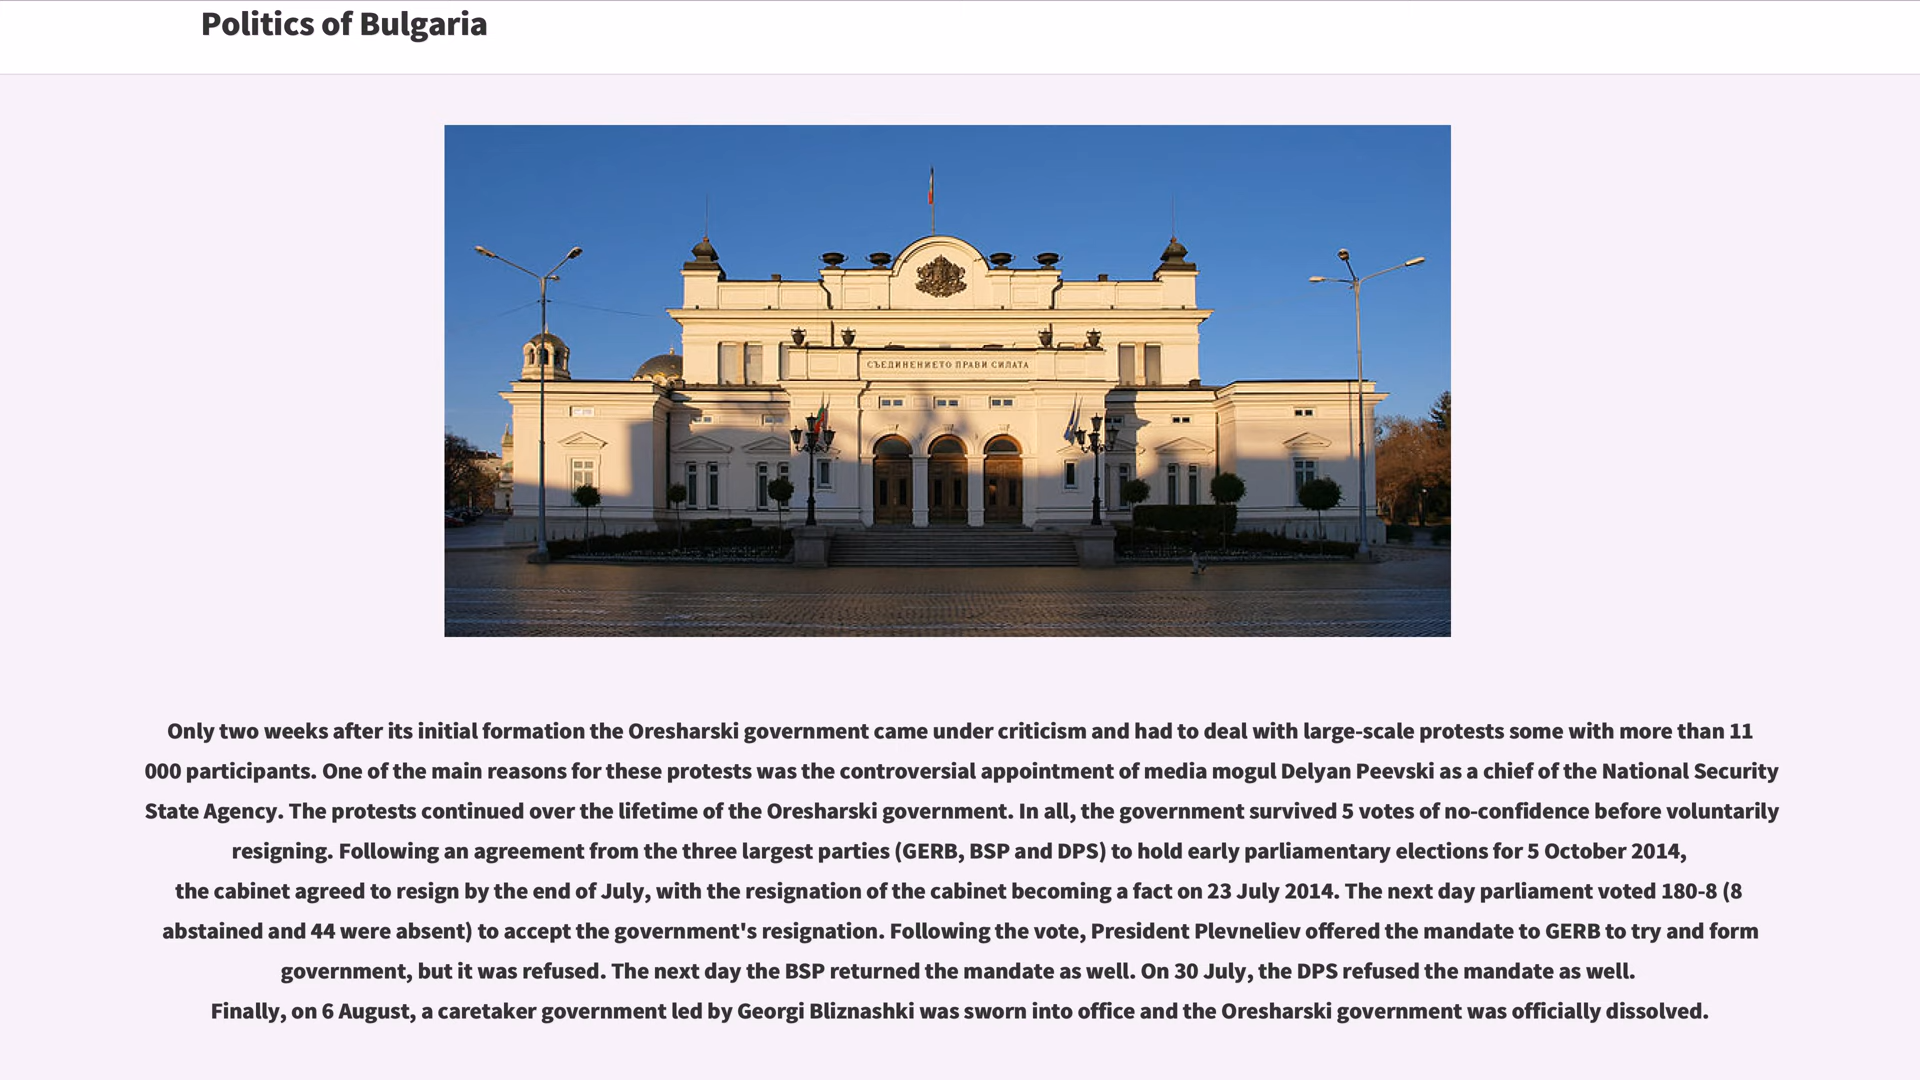 Politics of Bulgaria
СЪЕДИНЕНИЕТО ПРАВИ СИЛАТА
Only two weeks after its initial formation the Oresharski government came under criticism and had to deal with large-scale protests some with more than 11
000 participants. One of the main reasons for these protests was the controversial appointment of media mogul Delyan Peevski as a chief of the National Security
State Agency. The protests continued over the lifetime of the Oresharski government. In all, the government survived 5 votes of no-confidence before voluntarily
resigning. Following an agreement from the three largest parties (GERB, BSP and DPS) to hold early parliamentary elections for 5 October 2014,
the cabinet agreed to resign by the end of July, with the resignation of the cabinet becoming a fact on 23 July 2014. The next day parliament voted 180-8 (8
abstained and 44 were absent) to accept the government's resignation. Following the vote, President Plevneliev offered the mandate to GERB to try and form
government, but it was refused. The next day the BSP returned the mandate as well. On 30 July, the DPS refused the mandate as well.
Finally, on 6 August, a caretaker government led by Georgi Bliznashki was sworn into office and the Oresharski government was officially dissolved.